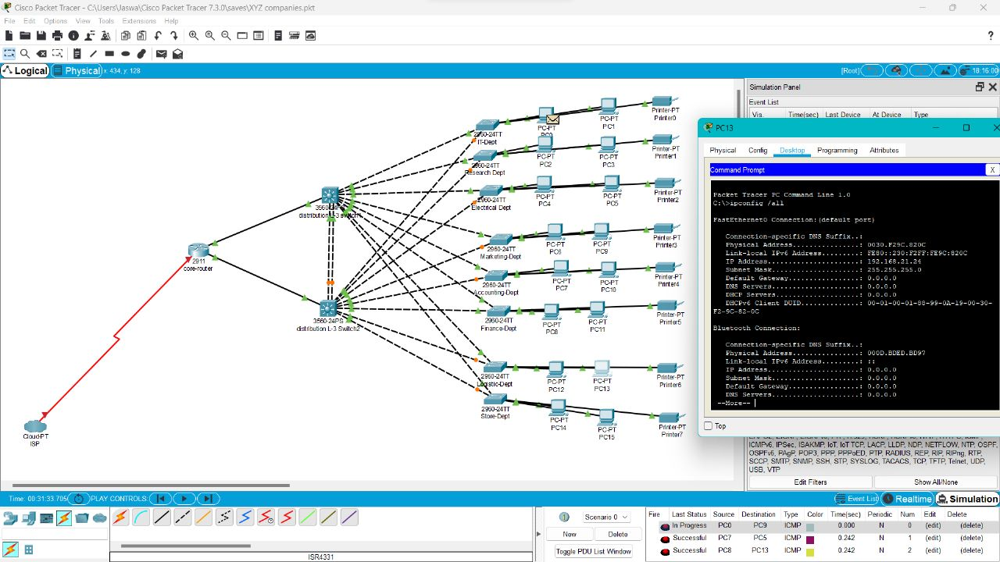 Cisco Packet Tracer - C:\Users\Jaswa\Cisco Packet Tracer 7.3.0\saves\XYZ companies.pkt
File Edit Options View Tools Extensions Help
?
Logical Physical x: 434, y: 128 [Root] 18:16:00
Simulation Panel
Event List
Vis. Time(sec) Last Device At Device Type
2960-24TT
IT-Dept
PC-PT
PC0
PC-PT
PC1
Printer-PT
Printer0
2960-24TT
Research Dept
PC-PT
PC2
PC-PT
PC3
Printer-PT
Printer1
2960-24TT
Electrical Dept
PC-PT
PC4
PC-PT
PC5
Printer-PT
Printer2
distribution L-3 switch1
2911
core-router
2960-24TT
Marketing-Dept
PC-PT
PC6
PC-PT
PC9
Printer-PT
Printer3
2960-24TT
Accounting-Dept
PC-PT
PC7
PC-PT
PC10
Printer-PT
Printer4
3560-24PS
distribution L-3 Switch2
2960-24TT
Finance-Dept
PC-PT
PC8
PC-PT
PC11
Printer-PT
Printer5
2960-24TT
Logistic-Dept
PC-PT
PC12
PC-PT
PC13
Printer-PT
Printer6
2960-24TT
Store-Dept
PC-PT
PC14
PC-PT
PC15
Printer-PT
Printer7
Cloud-PT
ISP
PC13
Physical Config Desktop Programming Attributes
Command Prompt X
Packet Tracer PC Command Line 1.0
C:\>ipconfig /all
FastEthernet0 Connection:(default port)
Connection-specific DNS Suffix..:
Physical Address................: 0030.F29C.820C
Link-local IPv6 Address.........: FE80::230:F2FF:FE9C:820C
IP Address......................: 192.168.21.24
Subnet Mask.....................: 255.255.255.0
Default Gateway.................: 0.0.0.0
DNS Servers.....................: 0.0.0.0
DHCP Servers....................: 0.0.0.0
DHCPv6 Client DUID..............: 00-01-00-01-88-99-0A-19-00-30-
F2-9C-82-0C
Bluetooth Connection:
Connection-specific DNS Suffix..:
Physical Address................: 000D.BDED.BD97
Link-local IPv6 Address.........: ::
IP Address......................: 0.0.0.0
Subnet Mask.....................: 0.0.0.0
Default Gateway.................: 0.0.0.0
DNS Servers.....................: 0.0.0.0
--More--
Top
ICMPv6, IPSec, ISAKMP, IoT, IoT TCP, LACP, LLDP, NDP, NETFLOW, NTP, OSPF,
OSPFv6, PAgP, POP3, PPP, PPPoED, PTP, RADIUS, REP, RIP, RIPng, RTP,
SCCP, SMTP, SNMP, SSH, STP, SYSLOG, TACACS, TCP, TFTP, Telnet, UDP,
USB, VTP
Edit Filters Show All/None
Time: 00:31:33.705 PLAY CONTROLS: Event List Realtime Simulation
Scenario 0
New Delete
Toggle PDU List Window
Fire Last Status Source Destination Type Color Time(sec) Periodic Num Edit Delete
In Progress PC0 PC9 ICMP 0.000 N 0 (edit) (delete)
Successful PC7 PC5 ICMP 0.242 N 1 (edit) (delete)
Successful PC8 PC13 ICMP 0.242 N 2 (edit) (delete)
ISR4331